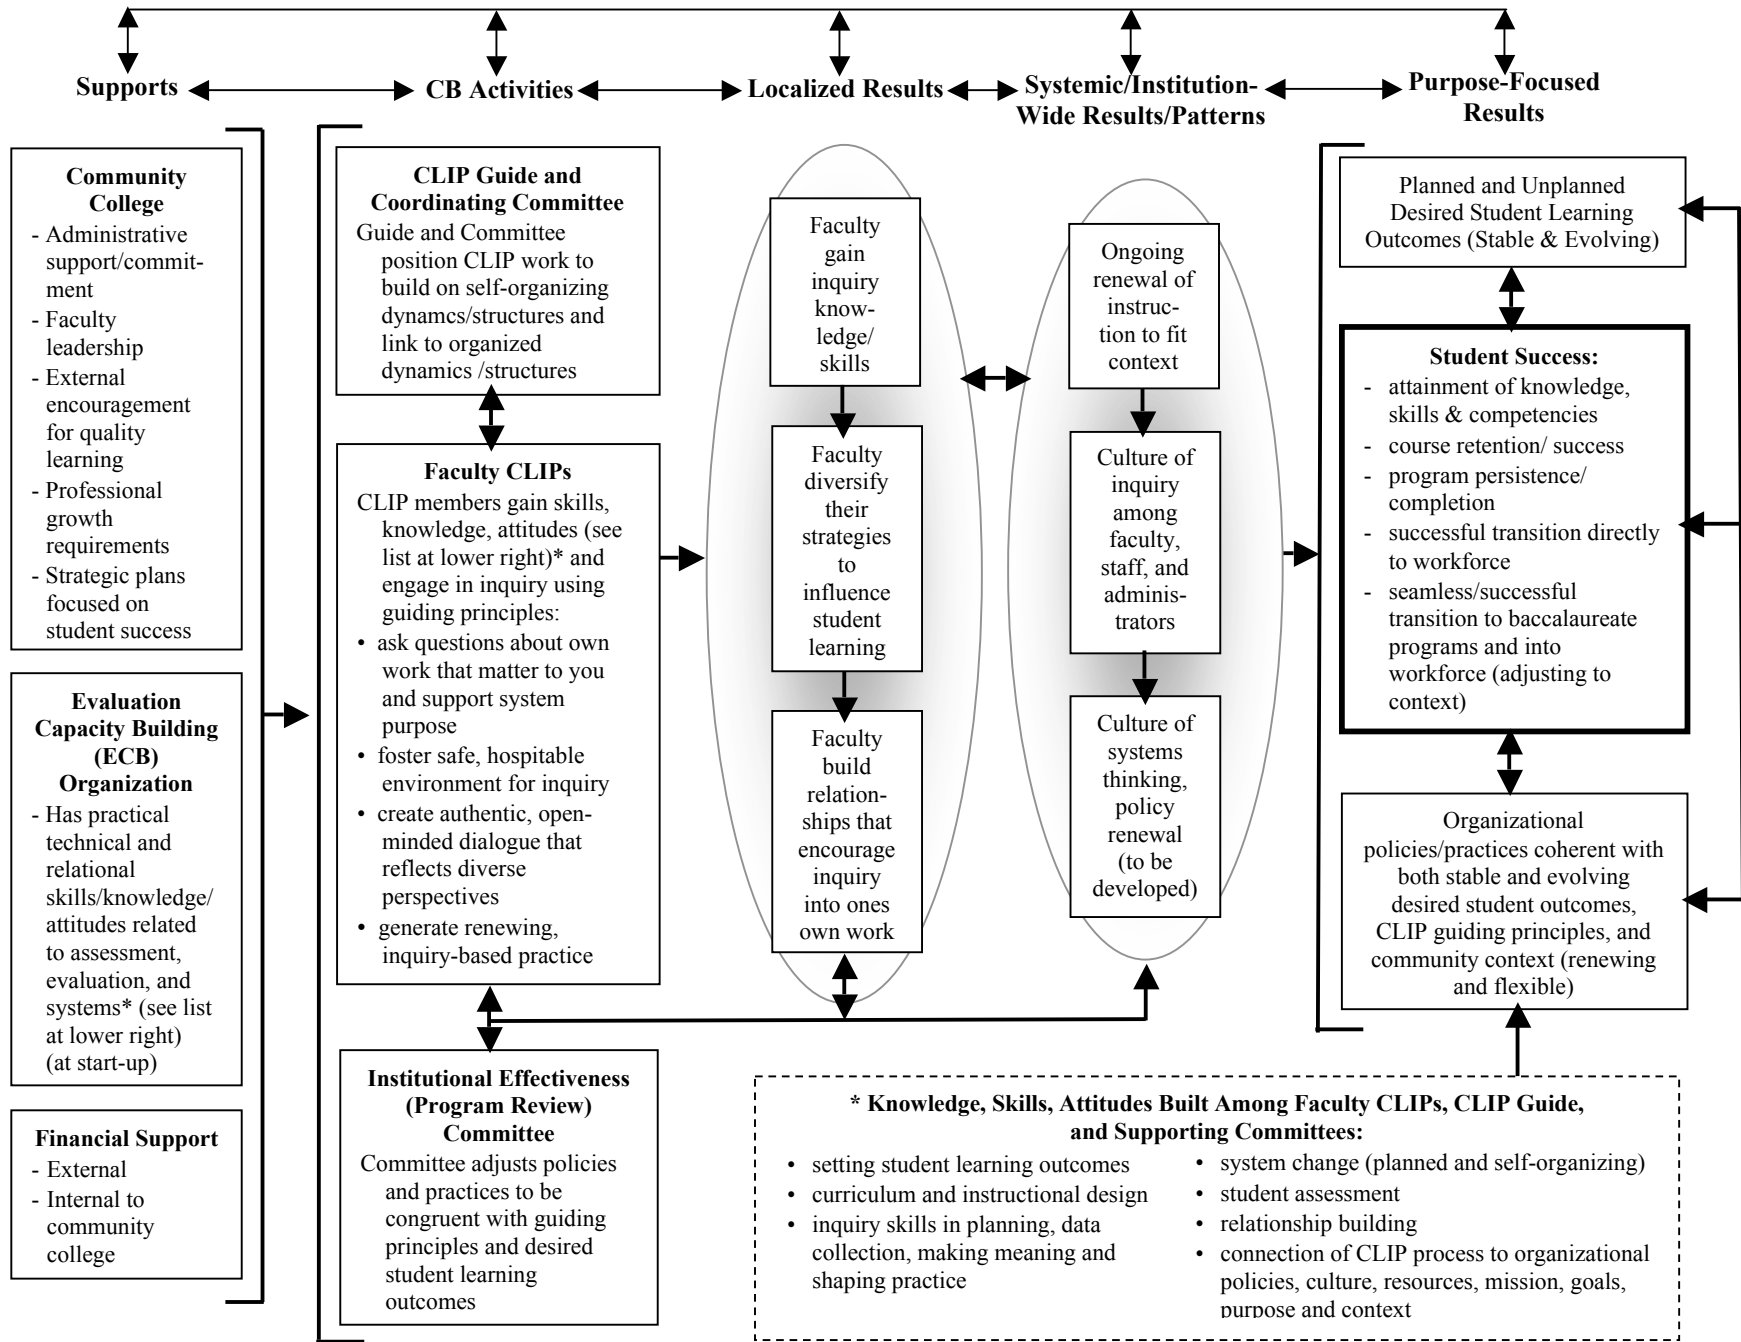 Supports
CB Activities
Localized Results
Systemic/Institution-
Wide Results/Patterns
Purpose-Focused
Results
Community
College
- Administrative
support/commit-
ment
- Faculty
leadership
- External
encouragement
for quality
learning
- Professional
growth
requirements
- Strategic plans
focused on
student success
Evaluation
Capacity Building
(ECB)
Organization
- Has practical
technical and
relational
skills/knowledge/
attitudes related
to assessment,
evaluation, and
systems* (see list
at lower right)
(at start-up)
Financial Support
- External
- Internal to
community
college
CLIP Guide and
Coordinating Committee
Guide and Committee
position CLIP work to
build on self-organizing
dynamcs/structures and
link to organized
dynamics /structures
Faculty CLIPs
CLIP members gain skills,
knowledge, attitudes (see
list at lower right)* and
engage in inquiry using
guiding principles:
• ask questions about own
work that matter to you
and support system
purpose
• foster safe, hospitable
environment for inquiry
• create authentic, open-
minded dialogue that
reflects diverse
perspectives
• generate renewing,
inquiry-based practice
Institutional Effectiveness
(Program Review)
Committee
Committee adjusts policies
and practices to be
congruent with guiding
principles and desired
student learning
outcomes
Faculty
gain
inquiry
know-
ledge/
skills
Faculty
diversify
their
strategies
to
influence
student
learning
Faculty
build
relation-
ships that
encourage
inquiry
into ones
own work
Ongoing
renewal of
instruc-
tion to fit
context
Culture of
inquiry
among
faculty,
staff, and
adminis-
trators
Culture of
systems
thinking,
policy
renewal
(to be
developed)
Planned and Unplanned
Desired Student Learning
Outcomes (Stable & Evolving)
Student Success:
- attainment of knowledge,
skills & competencies
- course retention/ success
- program persistence/
completion
- successful transition directly
to workforce
- seamless/successful
transition to baccalaureate
programs and into
workforce (adjusting to
context)
Organizational
policies/practices coherent with
both stable and evolving
desired student outcomes,
CLIP guiding principles, and
community context (renewing
and flexible)
* Knowledge, Skills, Attitudes Built Among Faculty CLIPs, CLIP Guide,
and Supporting Committees:
• setting student learning outcomes
• curriculum and instructional design
• inquiry skills in planning, data
collection, making meaning and
shaping practice
• system change (planned and self-organizing)
• student assessment
• relationship building
• connection of CLIP process to organizational
policies, culture, resources, mission, goals,
purpose and context